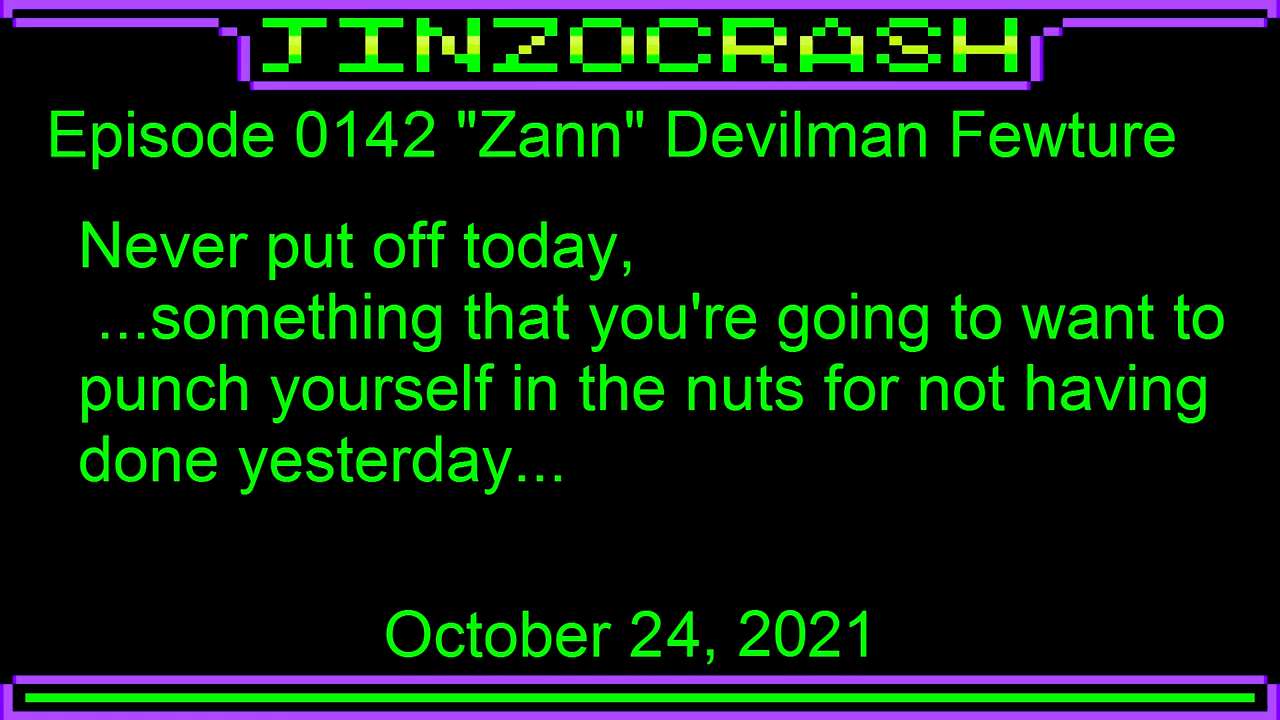 JINZOCRASH
Episode 0142 "Zann" Devilman Fewture
Never put off today,
...something that you're going to want to
punch yourself in the nuts for not having
done yesterday...
October 24, 2021